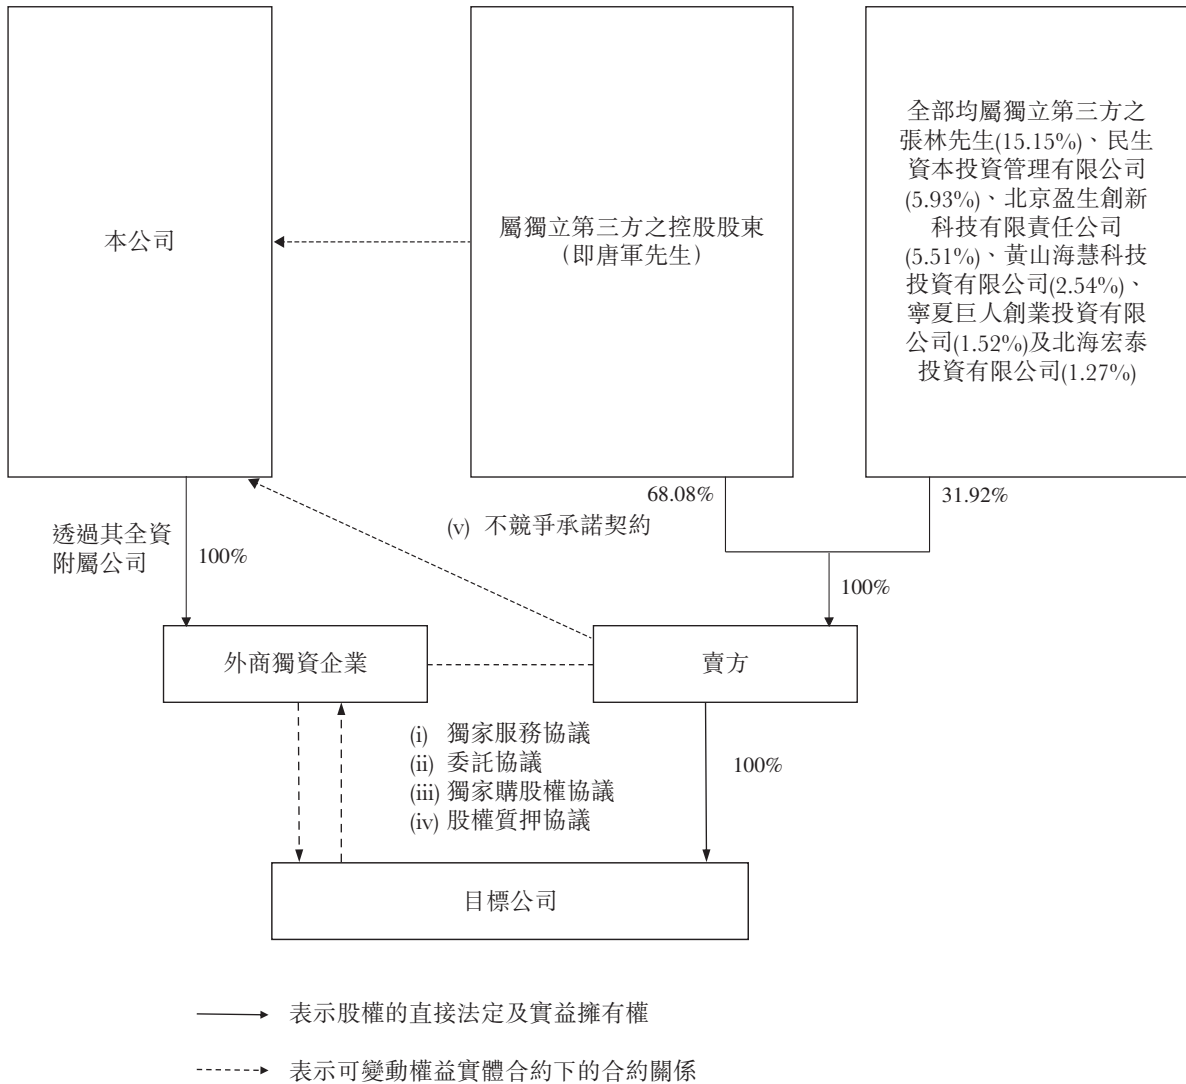 本公司
屬獨立第三方之控股股東
（即唐軍先生）
全部均屬獨立第三方之
張林先生(15.15%)、民生
資本投資管理有限公司
(5.93%)、北京盈生創新
科技有限責任公司
(5.51%)、黃山海慧科技
投資有限公司(2.54%)、
寧夏巨人創業投資有限
公司(1.52%)及北海宏泰
投資有限公司(1.27%)
68.08%
31.92%
透過其全資
附屬公司
100%
(v) 不競爭承諾契約
100%
外商獨資企業
賣方
(i) 獨家服務協議
(ii) 委託協議
(iii) 獨家購股權協議
(iv) 股權質押協議
100%
目標公司
表示股權的直接法定及實益擁有權
表示可變動權益實體合約下的合約關係